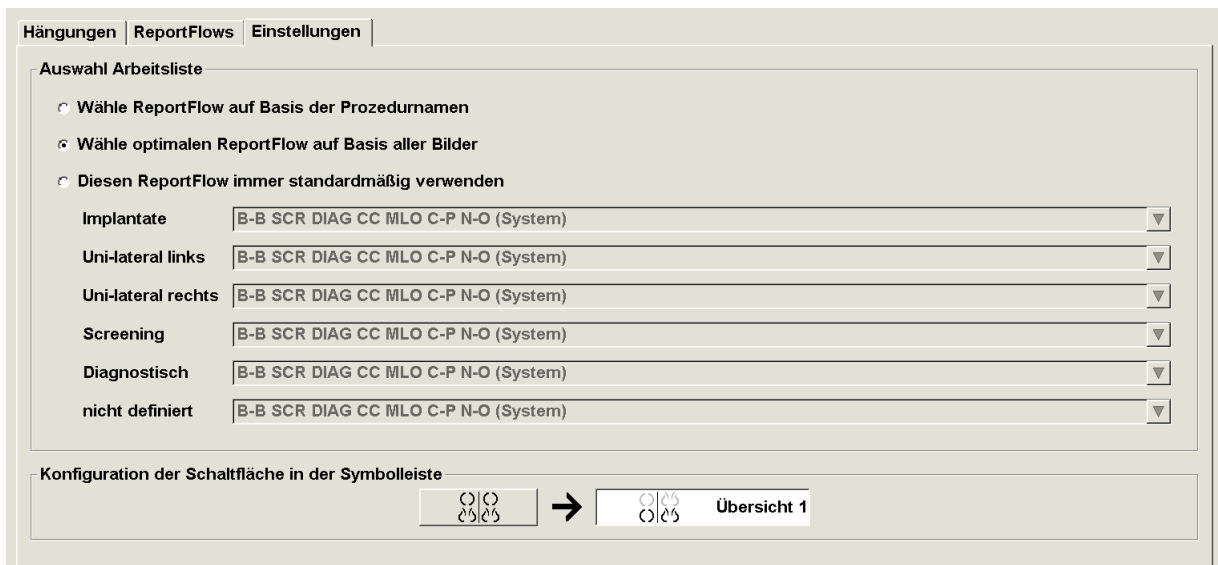 Hängungen ReportFlows Einstellungen
Auswahl Arbeitsliste
Wähle ReportFlow auf Basis der Prozedurnamen
Wähle optimalen ReportFlow auf Basis aller Bilder
Diesen ReportFlow immer standardmäßig verwenden
Implantate B-B SCR DIAG CC MLO C-P N-O (System)
Uni-lateral links B-B SCR DIAG CC MLO C-P N-O (System)
Uni-lateral rechts B-B SCR DIAG CC MLO C-P N-O (System)
Screening B-B SCR DIAG CC MLO C-P N-O (System)
Diagnostisch B-B SCR DIAG CC MLO C-P N-O (System)
nicht definiert B-B SCR DIAG CC MLO C-P N-O (System)
Konfiguration der Schaltfläche in der Symbolleiste
Übersicht 1